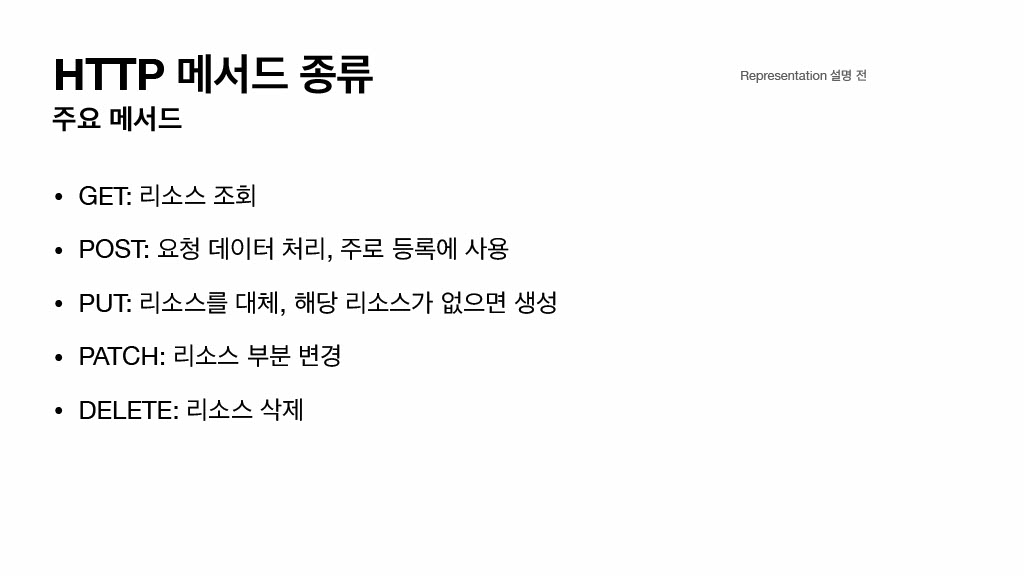 HTTP 메서드 종류
Representation 설명 전
주요 메서드
• GET: 리소스 조회
• POST: 요청 데이터 처리, 주로 등록에 사용
• PUT: 리소스를 대체, 해당 리소스가 없으면 생성
• PATCH: 리소스 부분 변경
• DELETE: 리소스 삭제